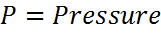 P = Pressure